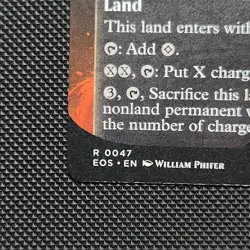 Land
This land enters with
: Add .
XX, : Put X charg
3, , Sacrifice this la
nonland permanent w
the number of charge
R 0047
EOS • EN WILLIAM PHIFER